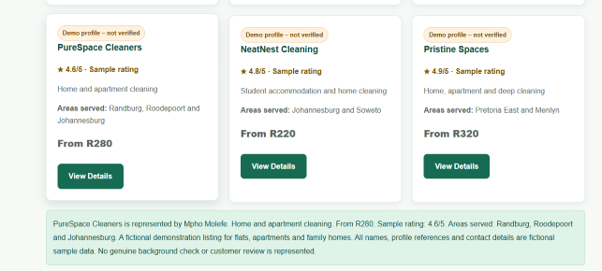 Demo profile – not verified
PureSpace Cleaners
★ 4.6/5 · Sample rating
Home and apartment cleaning
Areas served: Randburg, Roodepoort and
Johannesburg
From R280
View Details
Demo profile – not verified
NeatNest Cleaning
★ 4.8/5 · Sample rating
Student accommodation and home cleaning
Areas served: Johannesburg and Soweto
From R220
View Details
Demo profile – not verified
Pristine Spaces
★ 4.9/5 · Sample rating
Home, apartment and deep cleaning
Areas served: Pretoria East and Menlyn
From R320
View Details
PureSpace Cleaners is represented by Mpho Molefe. Home and apartment cleaning. From R280. Sample rating: 4.6/5. Areas served: Randburg, Roodepoort
and Johannesburg. A fictional demonstration listing for flats, apartments and family homes. All names, profile references and contact details are fictional
sample data. No genuine background check or customer review is represented.